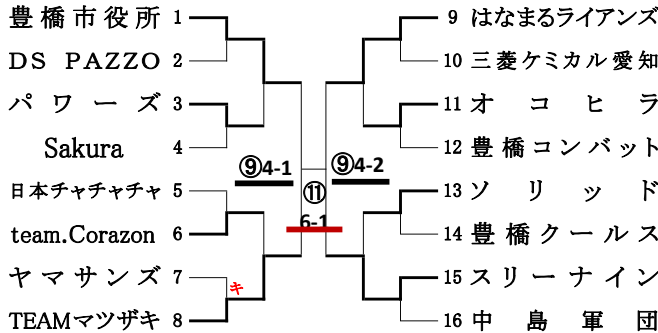 豊橋市役所 1
DS PAZZO 2
パワーズ 3
Sakura 4
日本チャチャチャ 5
team.Corazon 6
ヤマサンズ 7
キ
TEAMマツザキ 8
⑨4-1
⑨4-2
⑪
6-1
9 はなまるライアンズ
10 三菱ケミカル愛知
11 オコヒラ
12 豊橋コンバット
13 ソリッド
14 豊橋クールス
15 スリーナイン
16 中島軍団